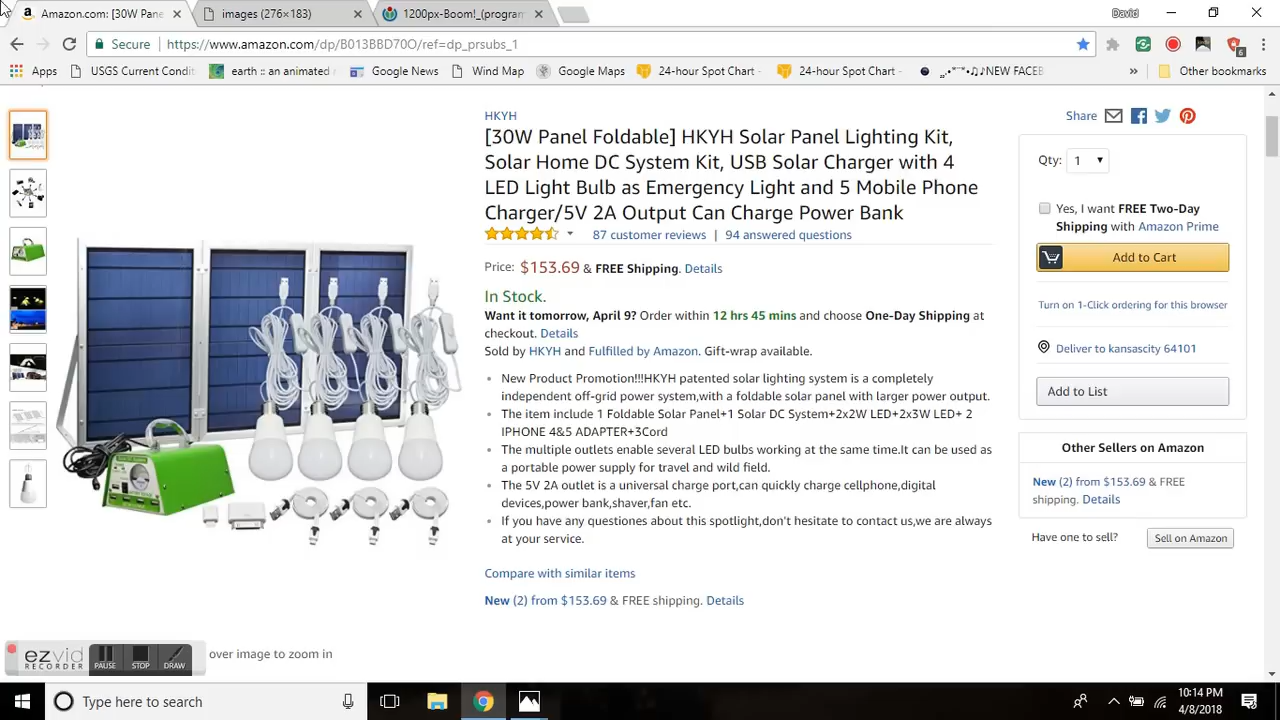 Amazon.com: [30W Pane
images (276×183)
1200px-Boom!_(progran
David
Secure
https://www.amazon.com/dp/B013BBD70O/ref=dp_prsubs_1
6
Apps
USGS Current Condit
earth :: an animated
Google News
Wind Map
Google Maps
24-hour Spot Chart -
24-hour Spot Chart -
NEW FACEB
»
Other bookmarks
HKYH
Share
[30W Panel Foldable] HKYH Solar Panel Lighting Kit,
Solar Home DC System Kit, USB Solar Charger with 4
LED Light Bulb as Emergency Light and 5 Mobile Phone
Charger/5V 2A Output Can Charge Power Bank
87 customer reviews | 94 answered questions
Price: $153.69 & FREE Shipping. Details
In Stock.
Want it tomorrow, April 9? Order within 12 hrs 45 mins and choose One-Day Shipping at
checkout. Details
Sold by HKYH and Fulfilled by Amazon. Gift-wrap available.
• New Product Promotion!!!HKYH patented solar lighting system is a completely
independent off-grid power system,with a foldable solar panel with larger power output.
• The item include 1 Foldable Solar Panel+1 Solar DC System+2x2W LED+2x3W LED+ 2
IPHONE 4&5 ADAPTER+3Cord
• The multiple outlets enable several LED bulbs working at the same time.It can be used as
a portable power supply for travel and wild field.
• The 5V 2A outlet is a universal charge port,can quickly charge cellphone,digital
devices,power bank,shaver,fan etc.
• If you have any questiones about this spotlight,don't hesitate to contact us,we are always
at your service.
Compare with similar items
New (2) from $153.69 & FREE shipping. Details
Qty: 1
Yes, I want FREE Two-Day
Shipping with Amazon Prime
Add to Cart
Turn on 1-Click ordering for this browser
Deliver to kansascity 64101
Add to List
Other Sellers on Amazon
New (2) from $153.69 & FREE
shipping. Details
Have one to sell?
Sell on Amazon
over image to zoom in
ezvid
RECORDER
PAUSE
STOP
DRAW
Type here to search
10:14 PM
4/8/2018